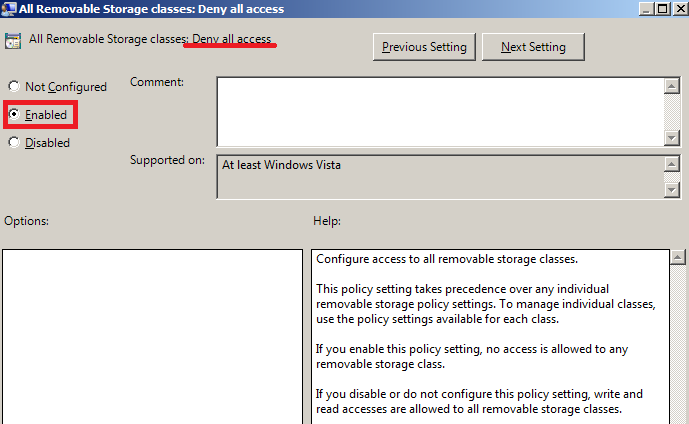 All Removable Storage classes: Deny all access
All Removable Storage classes: Deny all access
Previous Setting
Next Setting
Not Configured
Comment:
Enabled
Disabled
Supported on:
At least Windows Vista
Options:
Help:
Configure access to all removable storage classes.
This policy setting takes precedence over any individual
removable storage policy settings. To manage individual classes,
use the policy settings available for each class.
If you enable this policy setting, no access is allowed to any
removable storage class.
If you disable or do not configure this policy setting, write and
read accesses are allowed to all removable storage classes.